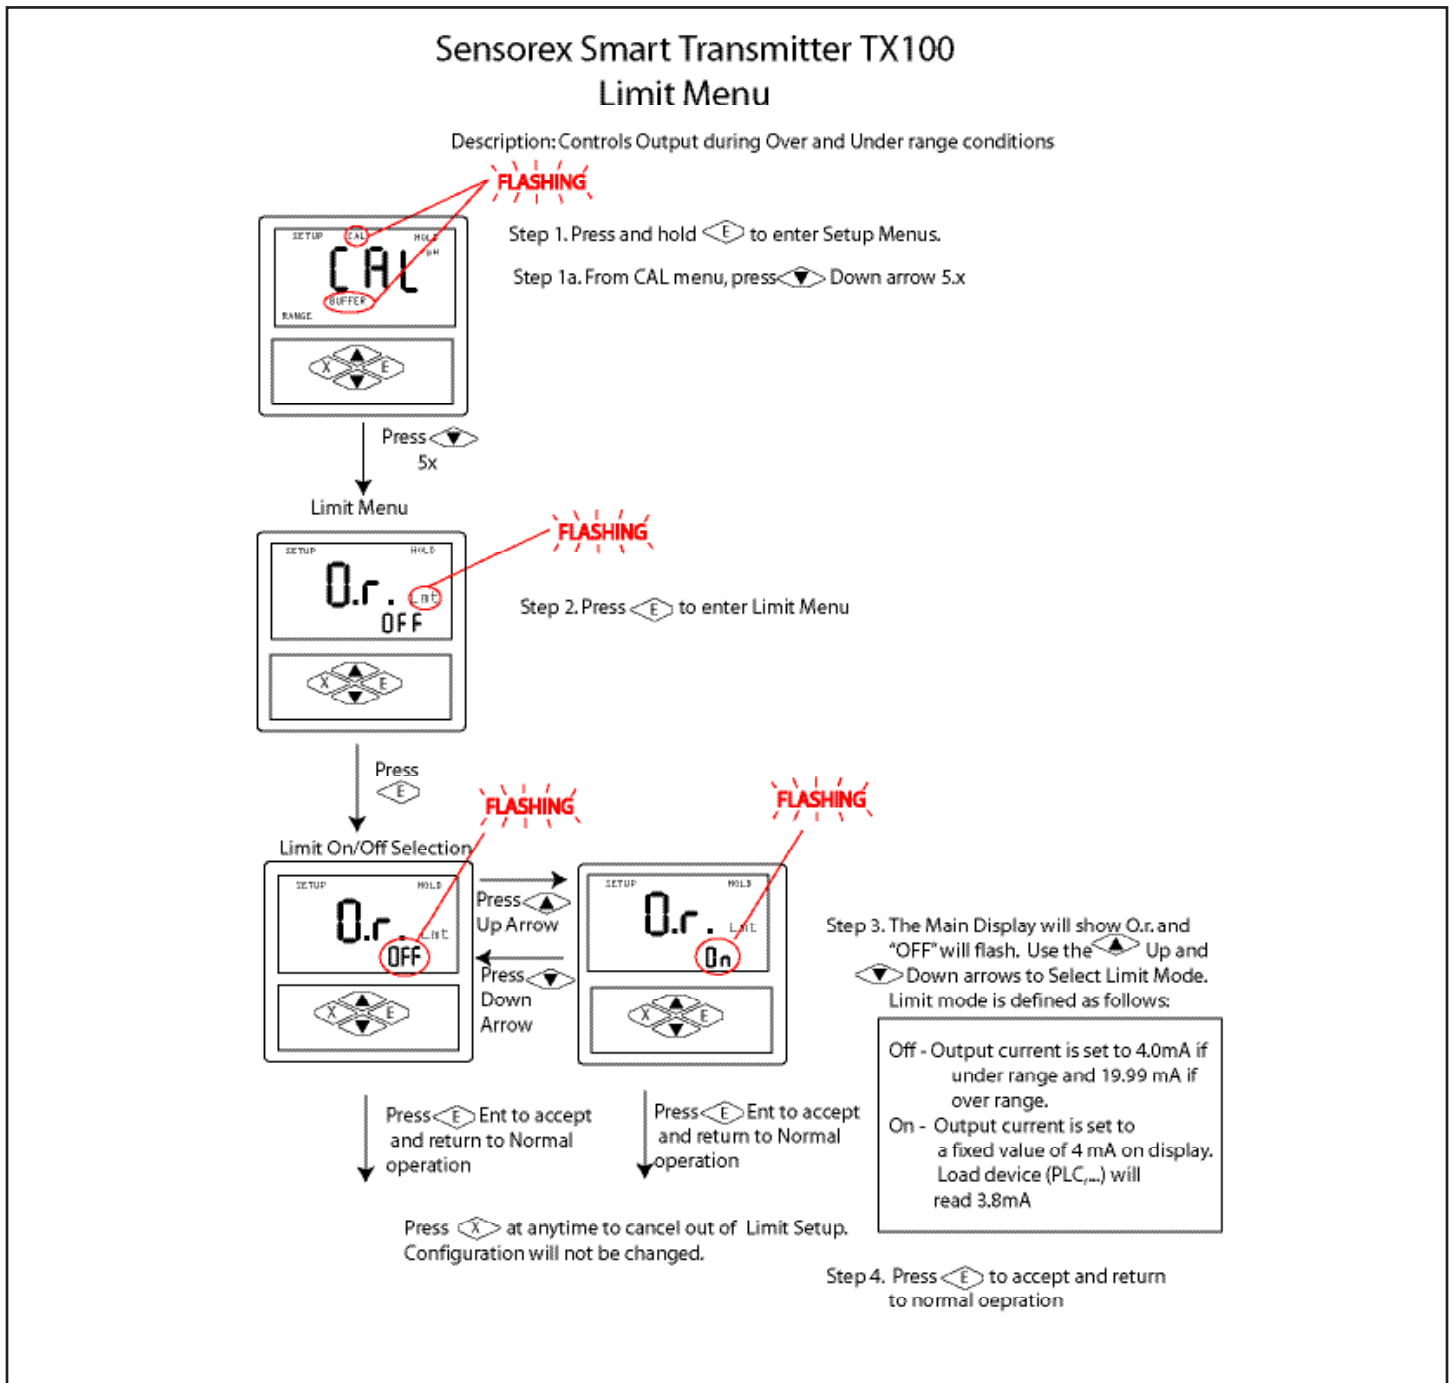 Sensorex Smart Transmitter TX100
Limit Menu
Description: Controls Output during Over and Under range conditions
FLASHING
SETUP CAL HOLD
CAL pH
BUFFER
RANGE
X E
Step 1. Press and hold E to enter Setup Menus.
Step 1a. From CAL menu, press Down arrow 5.x
Press
5x
Limit Menu
FLASHING
SETUP HOLD
O.r. Lmt
OFF
X E
Step 2. Press E to enter Limit Menu
Press
E
Limit On/Off Selection
FLASHING
SETUP HOLD
O.r. Lmt
OFF
X E
Press
Up Arrow
Press
Down
Arrow
FLASHING
SETUP HOLD
O.r. Lmt
On
X E
Step 3. The Main Display will show O.r. and
"OFF" will flash. Use the Up and
Down arrows to Select Limit Mode.
Limit mode is defined as follows:
Off - Output current is set to 4.0mA if
under range and 19.99 mA if
over range.
On - Output current is set to
a fixed value of 4 mA on display.
Load device (PLC,...) will
read 3.8mA
Press E Ent to accept
and return to Normal
operation
Press E Ent to accept
and return to Normal
operation
Press X at anytime to cancel out of Limit Setup.
Configuration will not be changed.
Step 4. Press E to accept and return
to normal oepration